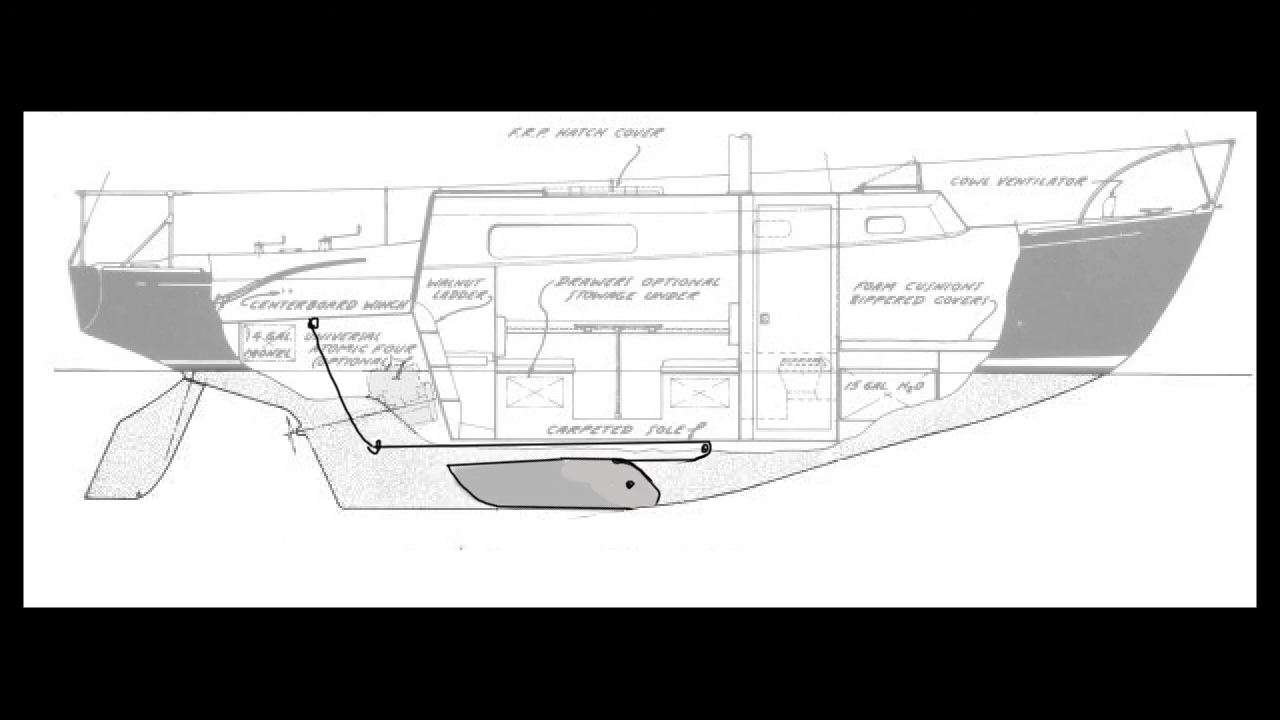 F.R.P. HATCH COVER
COWL VENTILATOR
CENTERBOARD WINCH
WALNUT
LADDER
DRAWERS OPTIONAL
STOWAGE UNDER
FOAM CUSHIONS
ZIPPERED COVERS
14 GAL.
MONEL
UNIVERSAL
ATOMIC FOUR
(OPTIONAL)
15 GAL H2O
CARPETED SOLE